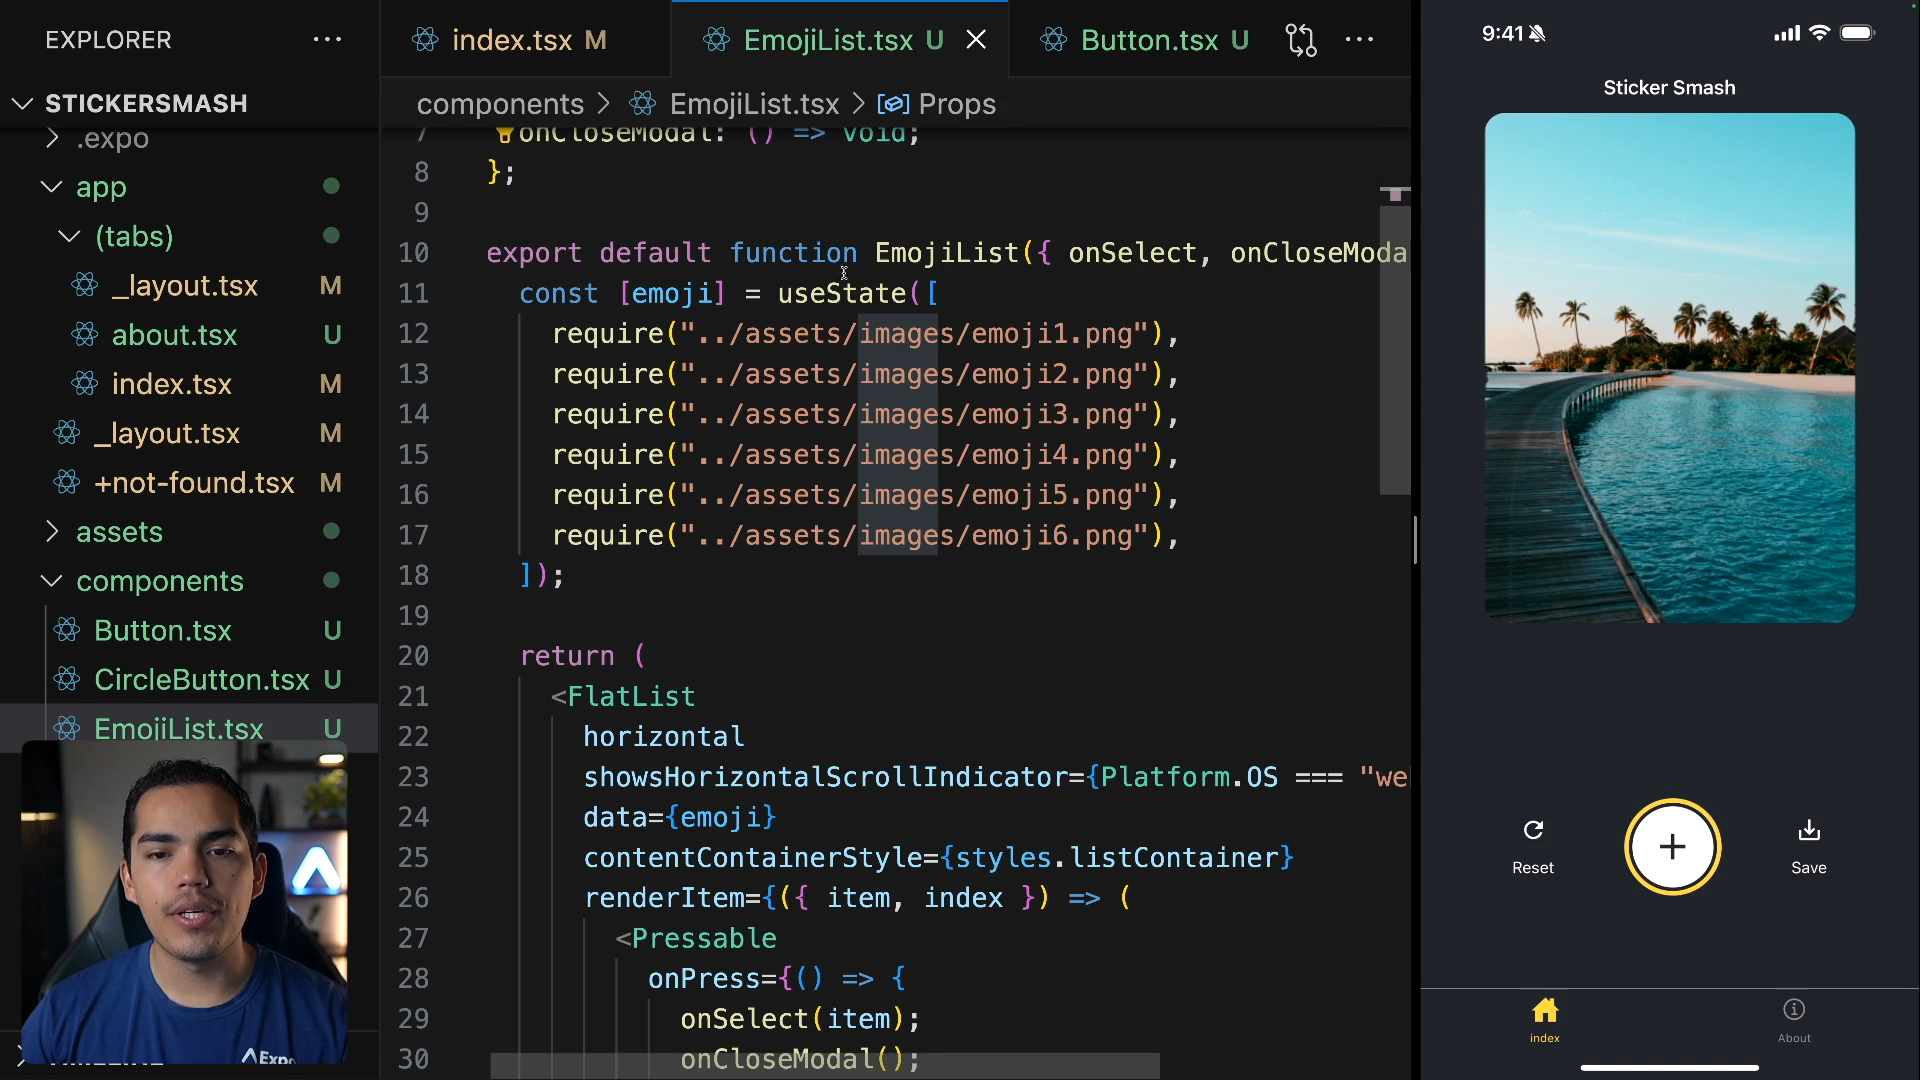 EXPLORER
STICKERSMASH
.expo
app
(tabs)
_layout.tsx M
about.tsx U
index.tsx M
_layout.tsx M
+not-found.tsx M
assets
components
Button.tsx U
CircleButton.tsx U
EmojiList.tsx U
TIMELINE
Expo
index.tsx M
EmojiList.tsx U
Button.tsx U
components > EmojiList.tsx > Props
7 onCloseModal: () => void;
8 };
9
10 export default function EmojiList({ onSelect, onCloseModa
11 const [emoji] = useState([
12 require("../assets/images/emoji1.png"),
13 require("../assets/images/emoji2.png"),
14 require("../assets/images/emoji3.png"),
15 require("../assets/images/emoji4.png"),
16 require("../assets/images/emoji5.png"),
17 require("../assets/images/emoji6.png"),
18 ]);
19
20 return (
21 <FlatList
22 horizontal
23 showsHorizontalScrollIndicator={Platform.OS === "we
24 data={emoji}
25 contentContainerStyle={styles.listContainer}
26 renderItem={({ item, index }) => (
27 <Pressable
28 onPress={() => {
29 onSelect(item);
30 onCloseModal();
9:41
Sticker Smash
Reset
Save
index
About